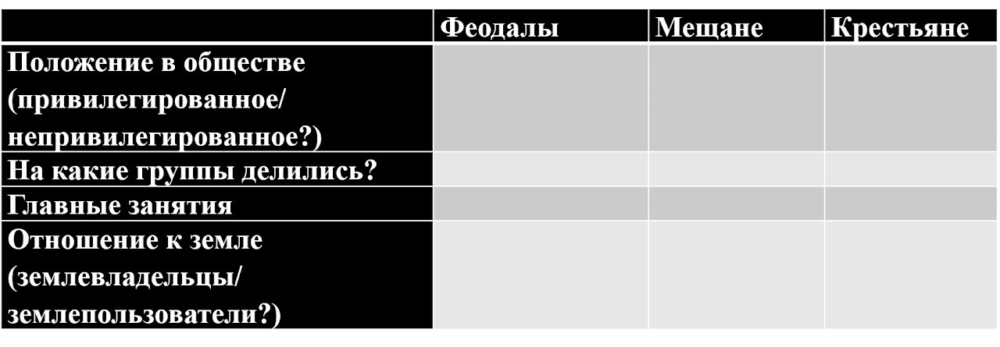 Феодалы Мещане Крестьяне
Положение в обществе
(привилегированное/
непривилегированное?)
На какие группы делились?
Главные занятия
Отношение к земле
(землевладельцы/
землепользователи?)